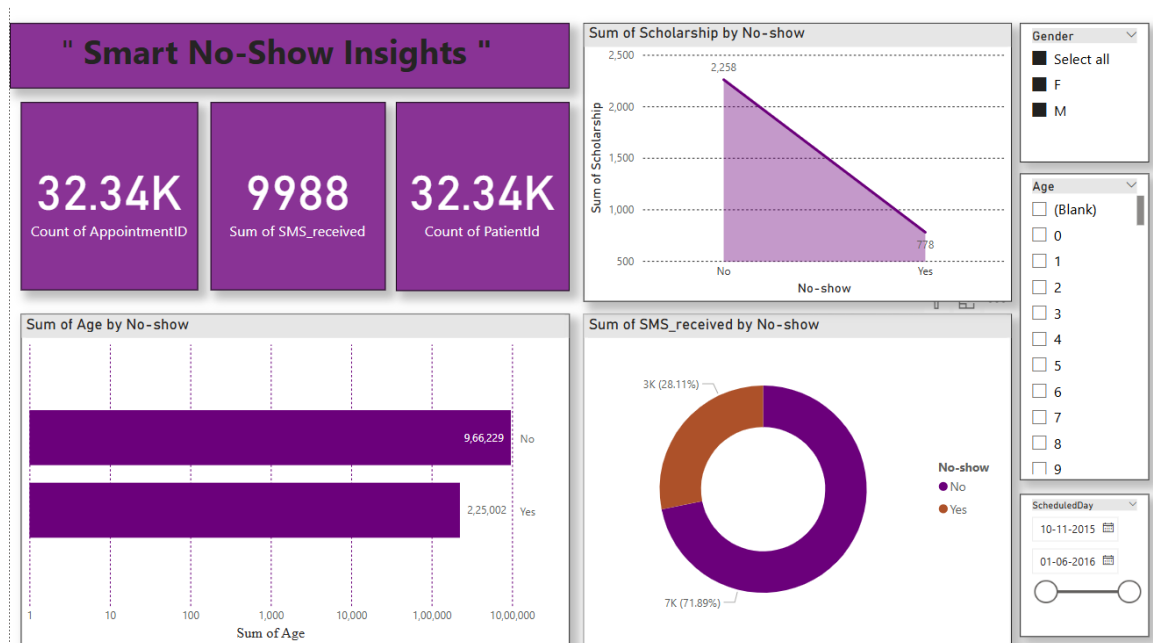 " Smart No-Show Insights "
32.34K
Count of AppointmentID
9988
Sum of SMS_received
32.34K
Count of PatientId
Sum of Scholarship by No-show
Sum of Scholarship
2,500
2,000
1,500
1,000
500
2,258
778
No
Yes
No-show
Gender
Select all
F
M
Age
(Blank)
0
1
2
3
4
5
6
7
8
9
Sum of Age by No-show
9,66,229
No
2,25,002
Yes
1
10
100
1,000
10,000
1,00,000
10,00,000
Sum of Age
Sum of SMS_received by No-show
3K (28.11%)
7K (71.89%)
No-show
No
Yes
ScheduledDay
10-11-2015
01-06-2016